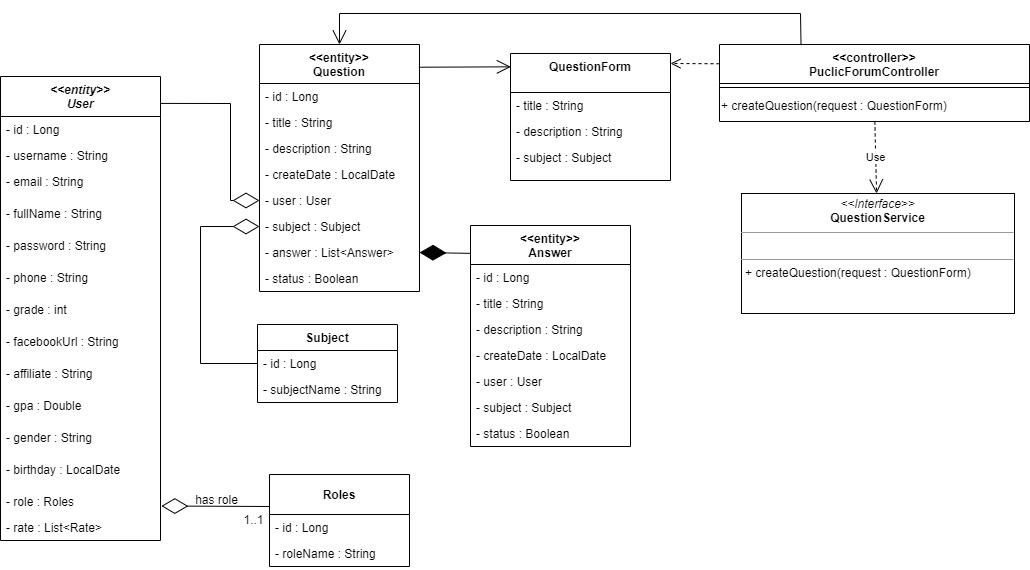 <<entity>>
User
- id : Long
- username : String
- email : String
- fullName : String
- password : String
- phone : String
- grade : int
- facebookUrl : String
- affiliate : String
- gpa : Double
- gender : String
- birthday : LocalDate
- role : Roles
- rate : List<Rate>
<<entity>>
Question
- id : Long
- title : String
- description : String
- createDate : LocalDate
- user : User
- subject : Subject
- answer : List<Answer>
- status : Boolean
QuestionForm
- title : String
- description : String
- subject : Subject
<<controller>>
PuclicForumController
+ createQuestion(request : QuestionForm)
Use
<<Interface>>
QuestionService
+ createQuestion(request : QuestionForm)
<<entity>>
Answer
- id : Long
- title : String
- description : String
- createDate : LocalDate
- user : User
- subject : Subject
- status : Boolean
Subject
- id : Long
- subjectName : String
has role
1..1
Roles
- id : Long
- roleName : String